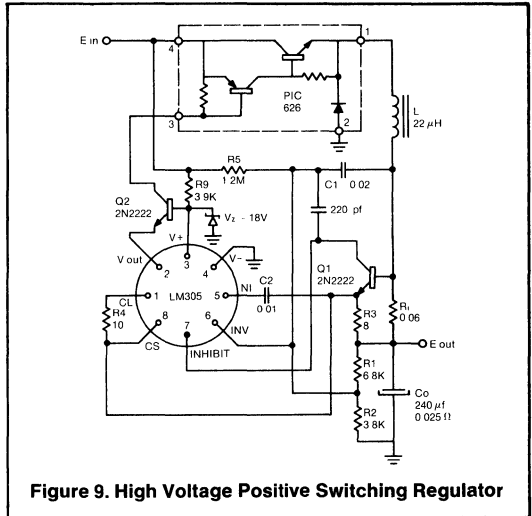 E in
4
1
PIC
626
3
2
L
22 μH
R5
1 2M
C1
0 02
R9
3 9K
220 pf
Q2
2N2222
Vz - 18V
V+
V out
V-
3
2
4
Q1
2N2222
CL
1
LM305
5
NI
C2
0 01
R4
10
8
7
6
CS
INV
INHIBIT
R3
8
R1
0 06
E out
R1
6 8K
R2
3 8K
Co
240 μf
0 025 Ω
Figure 9. High Voltage Positive Switching Regulator